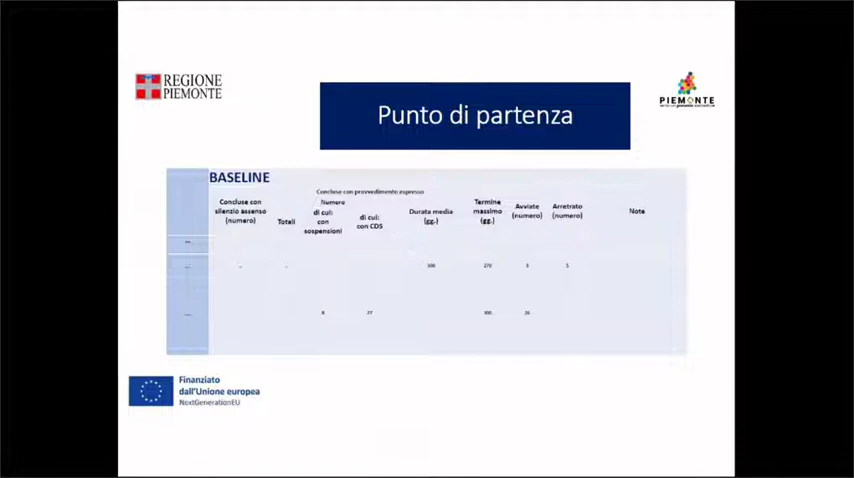 REGIONE
PIEMONTE
Punto di partenza
PIEMONTE
BASELINE
Concluse con provvedimento espresso
Concluse con
silenzio assenso
(numero)
Totali
Numero
di cui:
con
sospensioni
di cui:
con CDS
Durata media
(gg.)
Termine
massimo
(gg.)
Avviate
(numero)
Arretrato
(numero)
Note
300 270 3 5
8 27
Finanziato
dall'Unione europea
NextGenerationEU